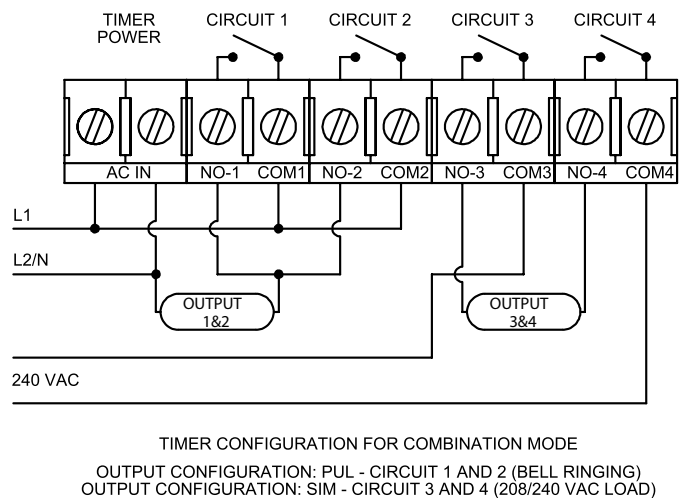 TIMER
POWER
CIRCUIT 1
CIRCUIT 2
CIRCUIT 3
CIRCUIT 4
AC IN
NO-1
COM1
NO-2
COM2
NO-3
COM3
NO-4
COM4
L1
L2/N
OUTPUT
1&2
OUTPUT
3&4
240 VAC
TIMER CONFIGURATION FOR COMBINATION MODE
OUTPUT CONFIGURATION: PUL - CIRCUIT 1 AND 2 (BELL RINGING)
OUTPUT CONFIGURATION: SIM - CIRCUIT 3 AND 4 (208/240 VAC LOAD)